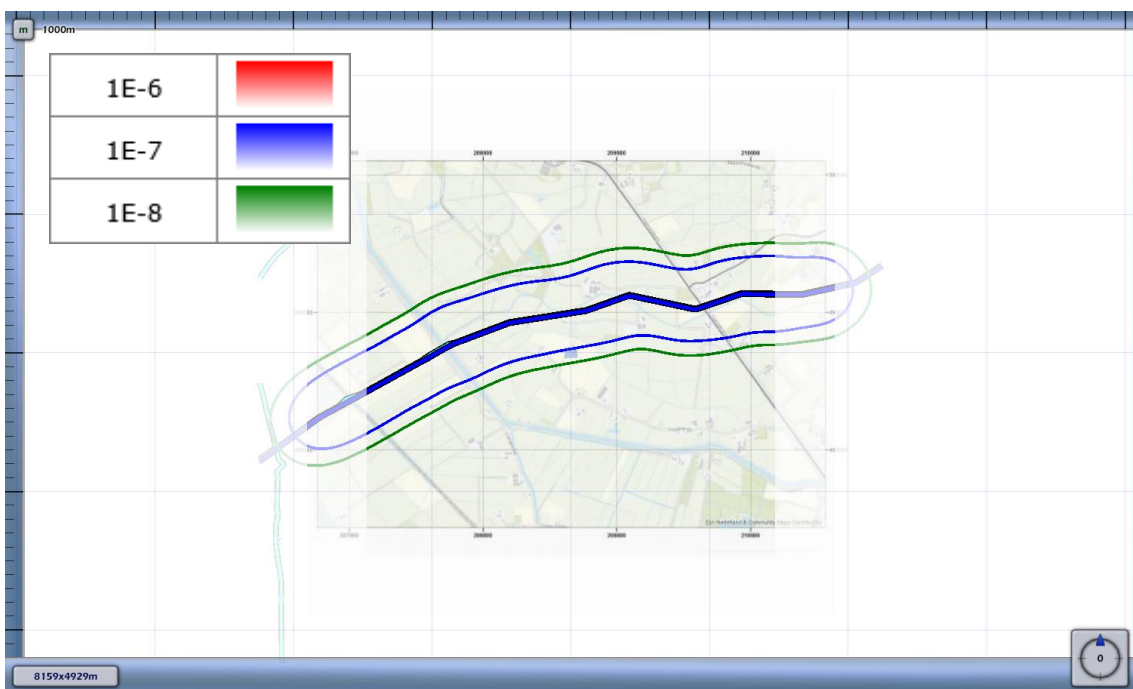 m 1000m
1E-6
1E-7
1E-8
208000 209000 210000
Esri Nederland & Community Maps Contributors
207000 208000 209000 210000
8159x4929m
0